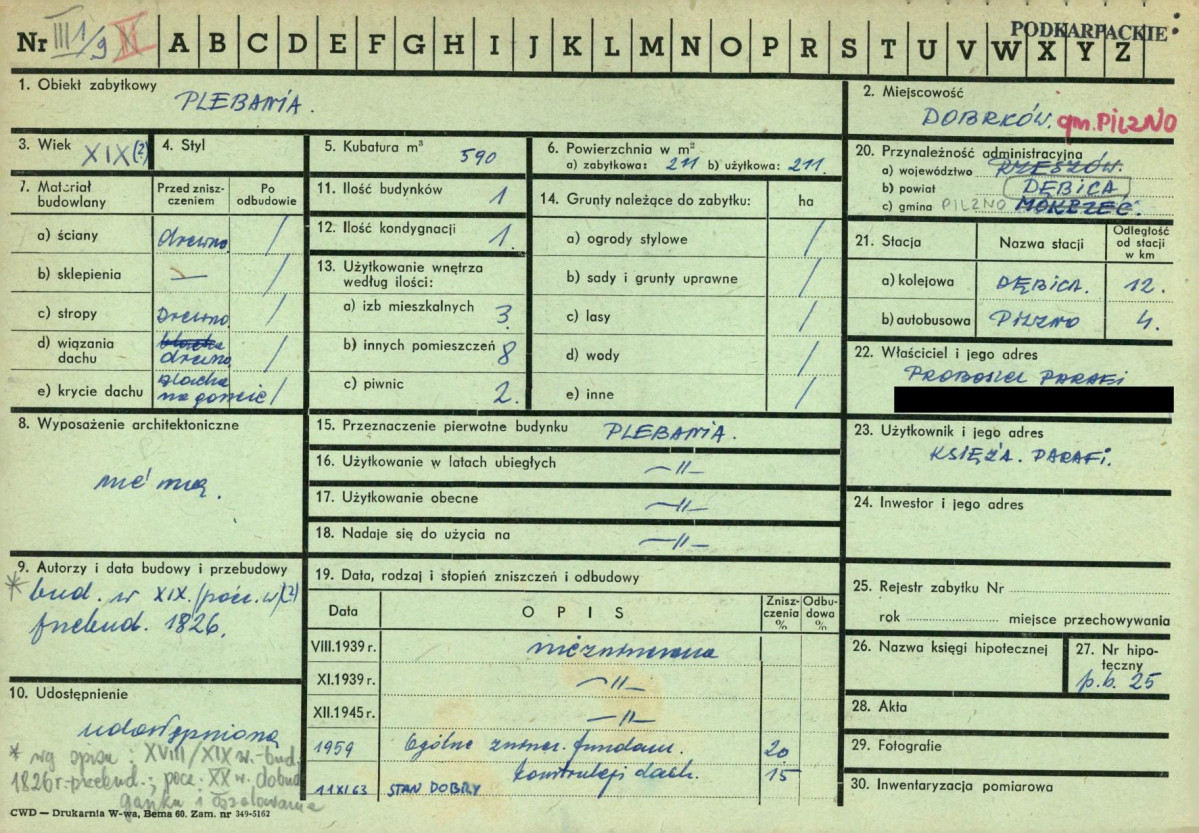 Nr III 1/9 A B C D E F G H I J K L M N O P R S T U V W X Y Z
PODKARPACKIE
1. Obiekt zabytkowy
PLEBANIA.
2. Miejscowość
DOBRKÓW. gm. PILZNO
3. Wiek XIX (?)
4. Styl
5. Kubatura m³ 590
6. Powierzchnia w m²
a) zabytkowa: 211 b) użytkowa: 211.
20. Przynależność administracyjna
a) województwo RZESZÓW.
b) powiat DĘBICA
c) gmina PILZNO MOKRZEC.
7. Materiał budowlany
Przed zniszczeniem
Po odbudowie
a) ściany drewno /
b) sklepienia — /
c) stropy Drewno /
d) wiązania dachu blacha drewno /
e) krycie dachu Blacha na goncie /
11. Ilość budynków 1
12. Ilość kondygnacji 1.
13. Użytkowanie wnętrza według ilości:
a) izb mieszkalnych 3.
b) innych pomieszczeń 8
c) piwnic 2.
14. Grunty należące do zabytku: ha
a) ogrody stylowe /
b) sady i grunty uprawne /
c) lasy /
d) wody /
e) inne /
21. Stacja
Nazwa stacji
Odległość od stacji w km
a) kolejowa DĘBICA. 12.
b) autobusowa PILZNO 4.
22. Właściciel i jego adres
PROBOSZCZ PARAFI
8. Wyposażenie architektoniczne
nie ma.
15. Przeznaczenie pierwotne budynku PLEBANIA.
16. Użytkowanie w latach ubiegłych —"—
17. Użytkowanie obecne —"—
18. Nadaje się do użycia na —"—
23. Użytkownik i jego adres
KSIĘŻA. PARAFI.
24. Inwestor i jego adres
9. Autorzy i data budowy i przebudowy
* bud. w XIX. /pocz. w/(?)
przebud. 1826.
19. Data, rodzaj i stopień zniszczeń i odbudowy
Data
OPIS
Zniszczenia %
Odbudowa %
VIII.1939 r. niezniszczona
XI.1939 r. —"—
XII.1945 r. —"—
1959 Ogólne zniszcz. fundam. 20
konstrukcji dach. 15
11 XI 63 STAN DOBRY
25. Rejestr zabytku Nr
rok miejsce przechowywania
26. Nazwa księgi hipotecznej
27. Nr hipoteczny
p.b. 25
28. Akta
29. Fotografie
30. Inwentaryzacja pomiarowa
10. Udostępnienie
udostępniona
* wg opisu: XVIII/XIX w.-bud.
1826 r-przebud.; pocz. XX w. dobud.
ganku i oszalowanie
CWD — Drukarnia W-wa, Bema 60. Zam. nr 349-5162